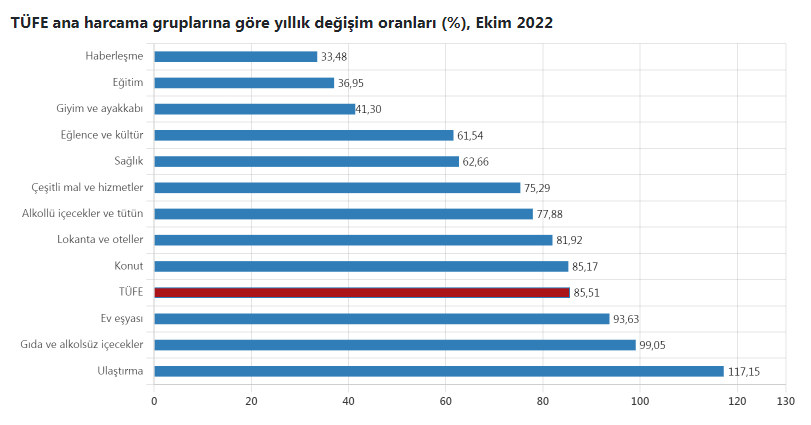 TÜFE ana harcama gruplarına göre yıllık değişim oranları (%), Ekim 2022
Haberleşme 33,48
Eğitim 36,95
Giyim ve ayakkabı 41,30
Eğlence ve kültür 61,54
Sağlık 62,66
Çeşitli mal ve hizmetler 75,29
Alkollü içecekler ve tütün 77,88
Lokanta ve oteller 81,92
Konut 85,17
TÜFE 85,51
Ev eşyası 93,63
Gıda ve alkolsüz içecekler 99,05
Ulaştırma 117,15
0 20 40 60 80 100 120 130